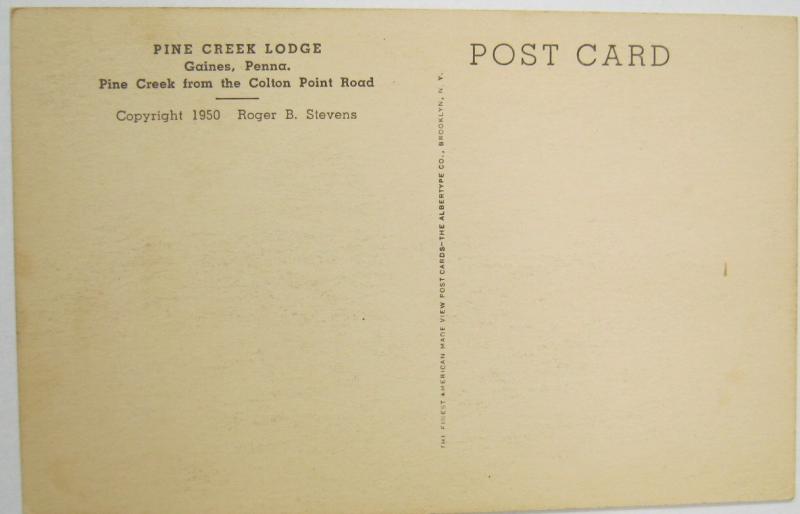 PINE CREEK LODGE
Gaines, Penna.
Pine Creek from the Colton Point Road
Copyright 1950 Roger B. Stevens
POST CARD
THE FINEST AMERICAN MADE VIEW POST CARDS—THE ALBERTYPE CO., BROOKLYN, N. Y.